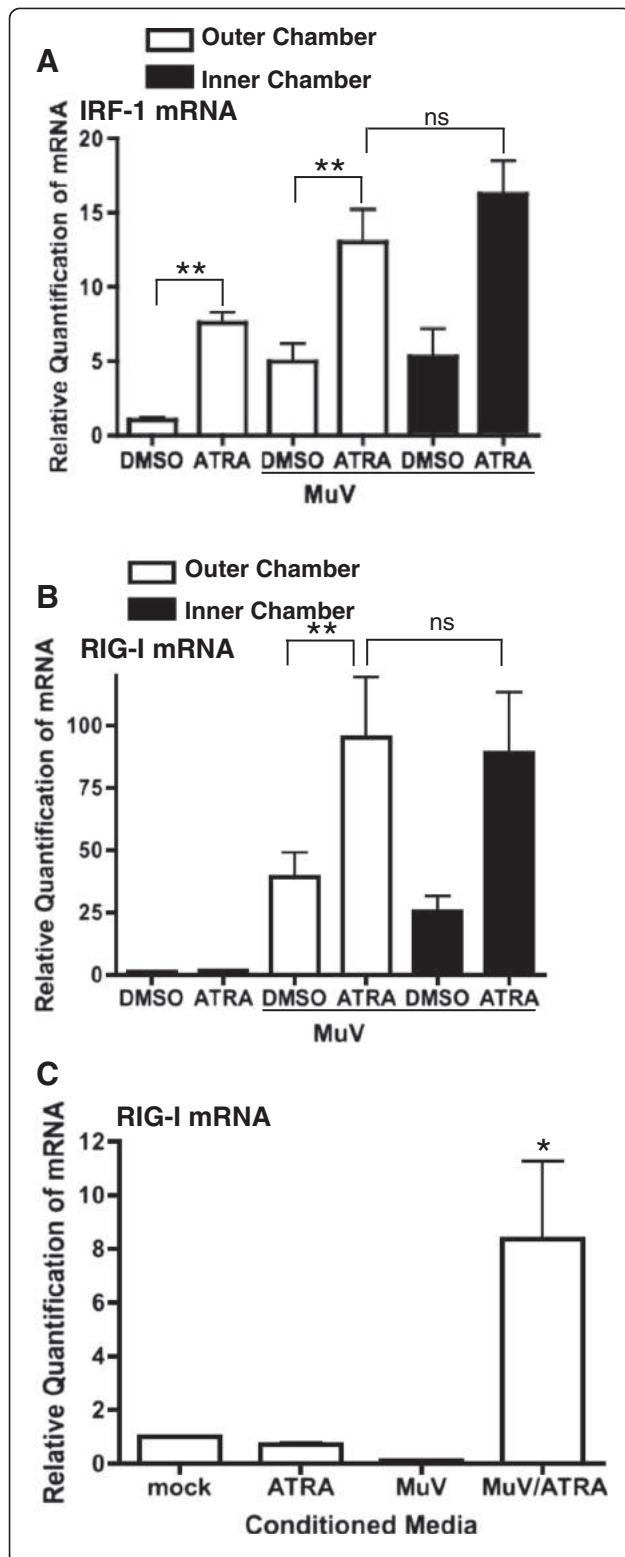 Outer Chamber
A
Inner Chamber
IRF-1 mRNA
Relative Quantification of mRNA
20
15
10
5
0
**
**
ns
DMSO ATRA DMSO ATRA DMSO ATRA
MuV
Outer Chamber
B
Inner Chamber
RIG-I mRNA
Relative Quantification of mRNA
100
75
50
25
0
**
ns
DMSO ATRA DMSO ATRA DMSO ATRA
MuV
C
RIG-I mRNA
Relative Quantification of mRNA
12
10
8
6
4
2
0
*
mock ATRA MuV MuV/ATRA
Conditioned Media